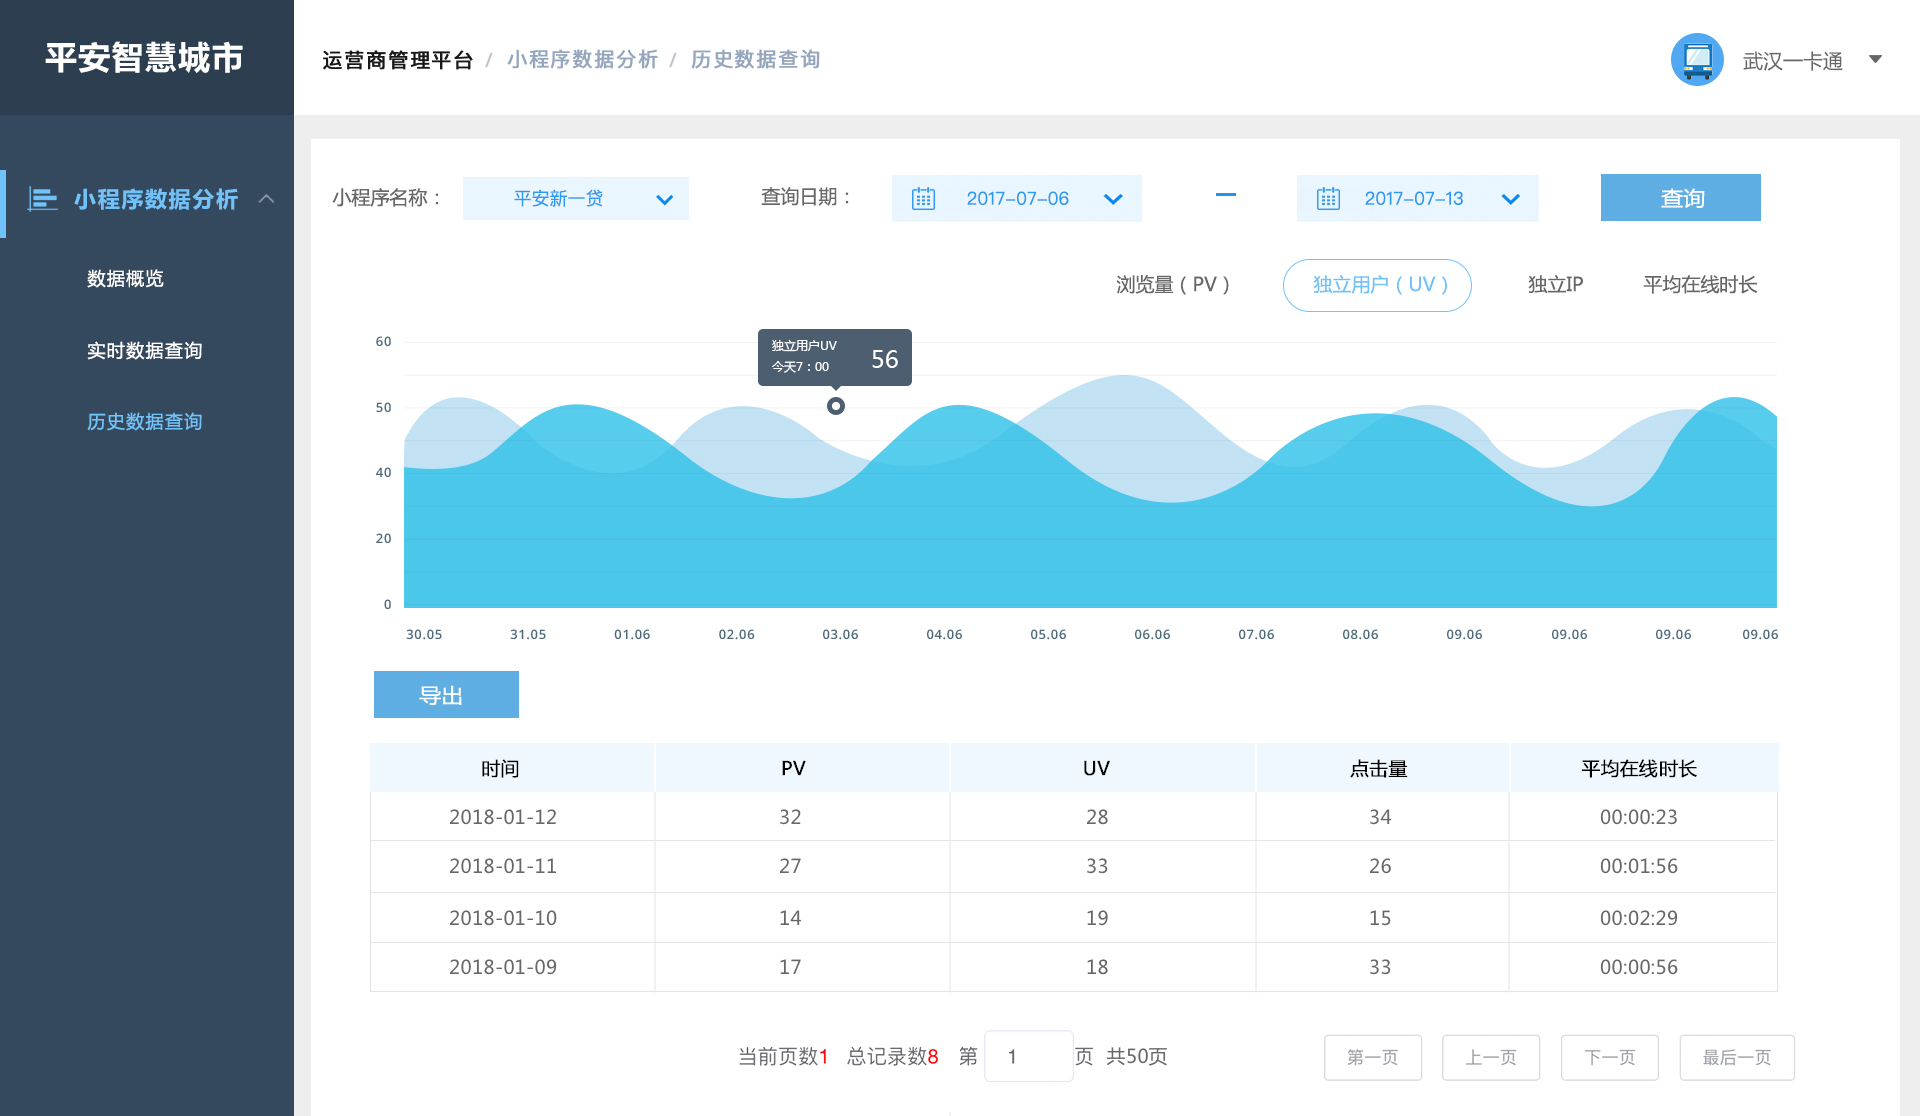 平安智慧城市
运营商管理平台 / 小程序数据分析 / 历史数据查询
武汉一卡通
小程序数据分析
数据概览
实时数据查询
历史数据查询
小程序名称： 平安新一贷 查询日期： 2017-07-06 — 2017-07-13 查询
浏览量（PV） 独立用户（UV） 独立IP 平均在线时长
独立用户UV
今天7：00
56
60
50
40
20
0
30.05 31.05 01.06 02.06 03.06 04.06 05.06 06.06 07.06 08.06 09.06 09.06 09.06 09.06
导出
时间 PV UV 点击量 平均在线时长
2018-01-12 32 28 34 00:00:23
2018-01-11 27 33 26 00:01:56
2018-01-10 14 19 15 00:02:29
2018-01-09 17 18 33 00:00:56
当前页数1 总记录数8 第 1 页 共50页 第一页 上一页 下一页 最后一页